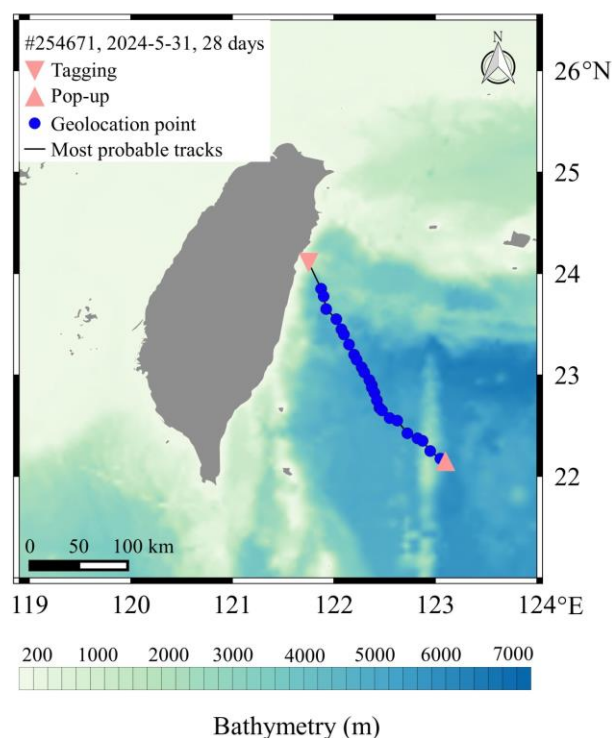 #254671, 2024-5-31, 28 days
Tagging
Pop-up
Geolocation point
Most probable tracks
N
26°N
25
24
23
22
0 50 100 km
119 120 121 122 123 124°E
200 1000 2000 3000 4000 5000 6000 7000
Bathymetry (m)